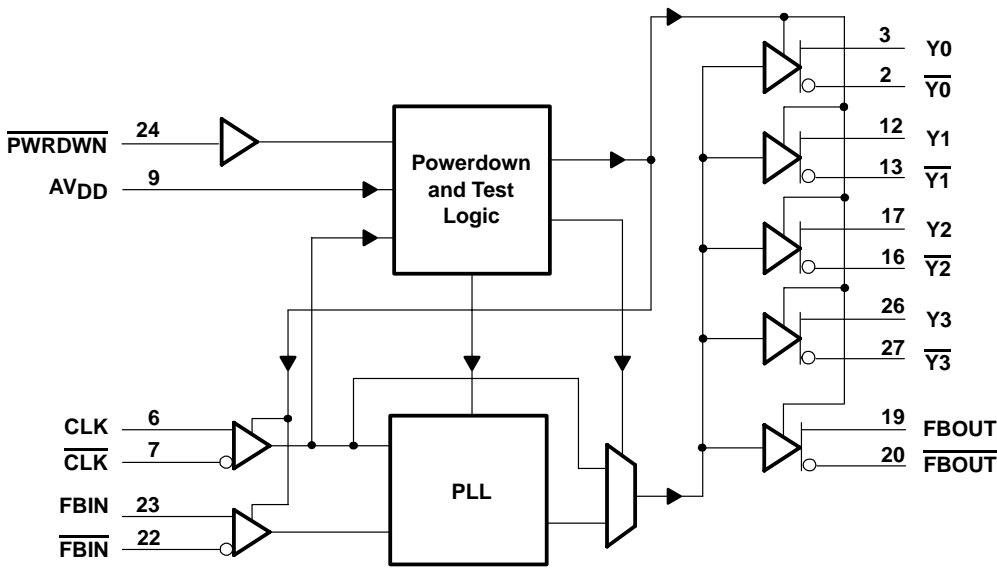 3 Y0
2 Y0
24 PWRDWN
9 AVDD
Powerdown
and Test
Logic
12 Y1
13 Y1
17 Y2
16 Y2
26 Y3
27 Y3
CLK 6
CLK 7
FBIN 23
FBIN 22
PLL
19 FBOUT
20 FBOUT